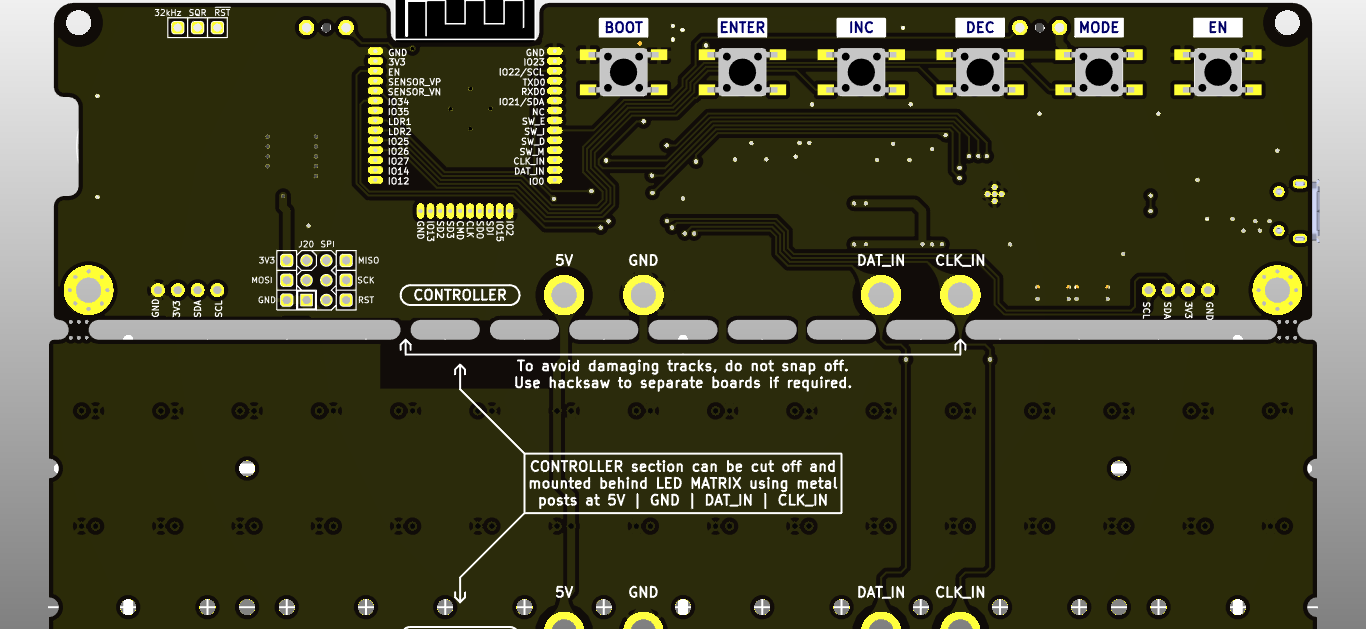 32kHz SQR RST
BOOT
ENTER
INC
DEC
MODE
EN
GND
3V3
EN
SENSOR_VP
SENSOR_VN
IO34
IO35
LDR1
LDR2
IO25
IO26
IO27
IO14
IO12
GND
IO23
IO22/SCL
TXD0
RXD0
IO21/SDA
NC
SW_E
SW_I
SW_D
SW_M
CLK_IN
DAT_IN
IO0
GND
IO13
SD2
SD3
CMD
CLK
SD0
SD1
IO15
IO2
J20 SPI
3V3
MISO
MOSI
SCK
GND
RST
GND
3V3
SDA
SCL
CONTROLLER
5V
GND
DAT_IN
CLK_IN
SCL
SDA
3V3
GND
To avoid damaging tracks, do not snap off.
Use hacksaw to separate boards if required.
CONTROLLER section can be cut off and
mounted behind LED MATRIX using metal
posts at 5V | GND | DAT_IN | CLK_IN
5V
GND
DAT_IN
CLK_IN